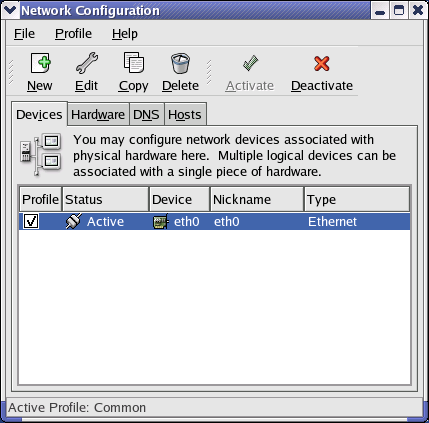 Network Configuration
File Profile Help
New Edit Copy Delete Activate Deactivate
Devices Hardware DNS Hosts
You may configure network devices associated with
physical hardware here. Multiple logical devices can be
associated with a single piece of hardware.
Profile Status Device Nickname Type
Active eth0 eth0 Ethernet
Active Profile: Common